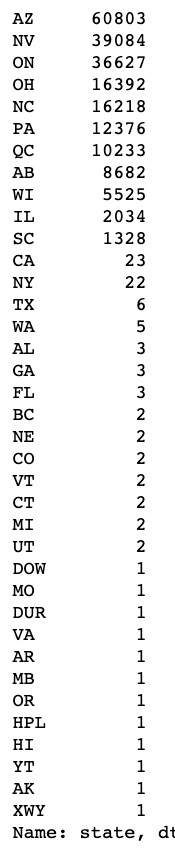 AZ 60803
NV 39084
ON 36627
OH 16392
NC 16218
PA 12376
QC 10233
AB 8682
WI 5525
IL 2034
SC 1328
CA 23
NY 22
TX 6
WA 5
AL 3
GA 3
FL 3
BC 2
NE 2
CO 2
VT 2
CT 2
MI 2
UT 2
DOW 1
MO 1
DUR 1
VA 1
AR 1
MB 1
OR 1
HPL 1
HI 1
YT 1
AK 1
XWY 1
Name: state, dt